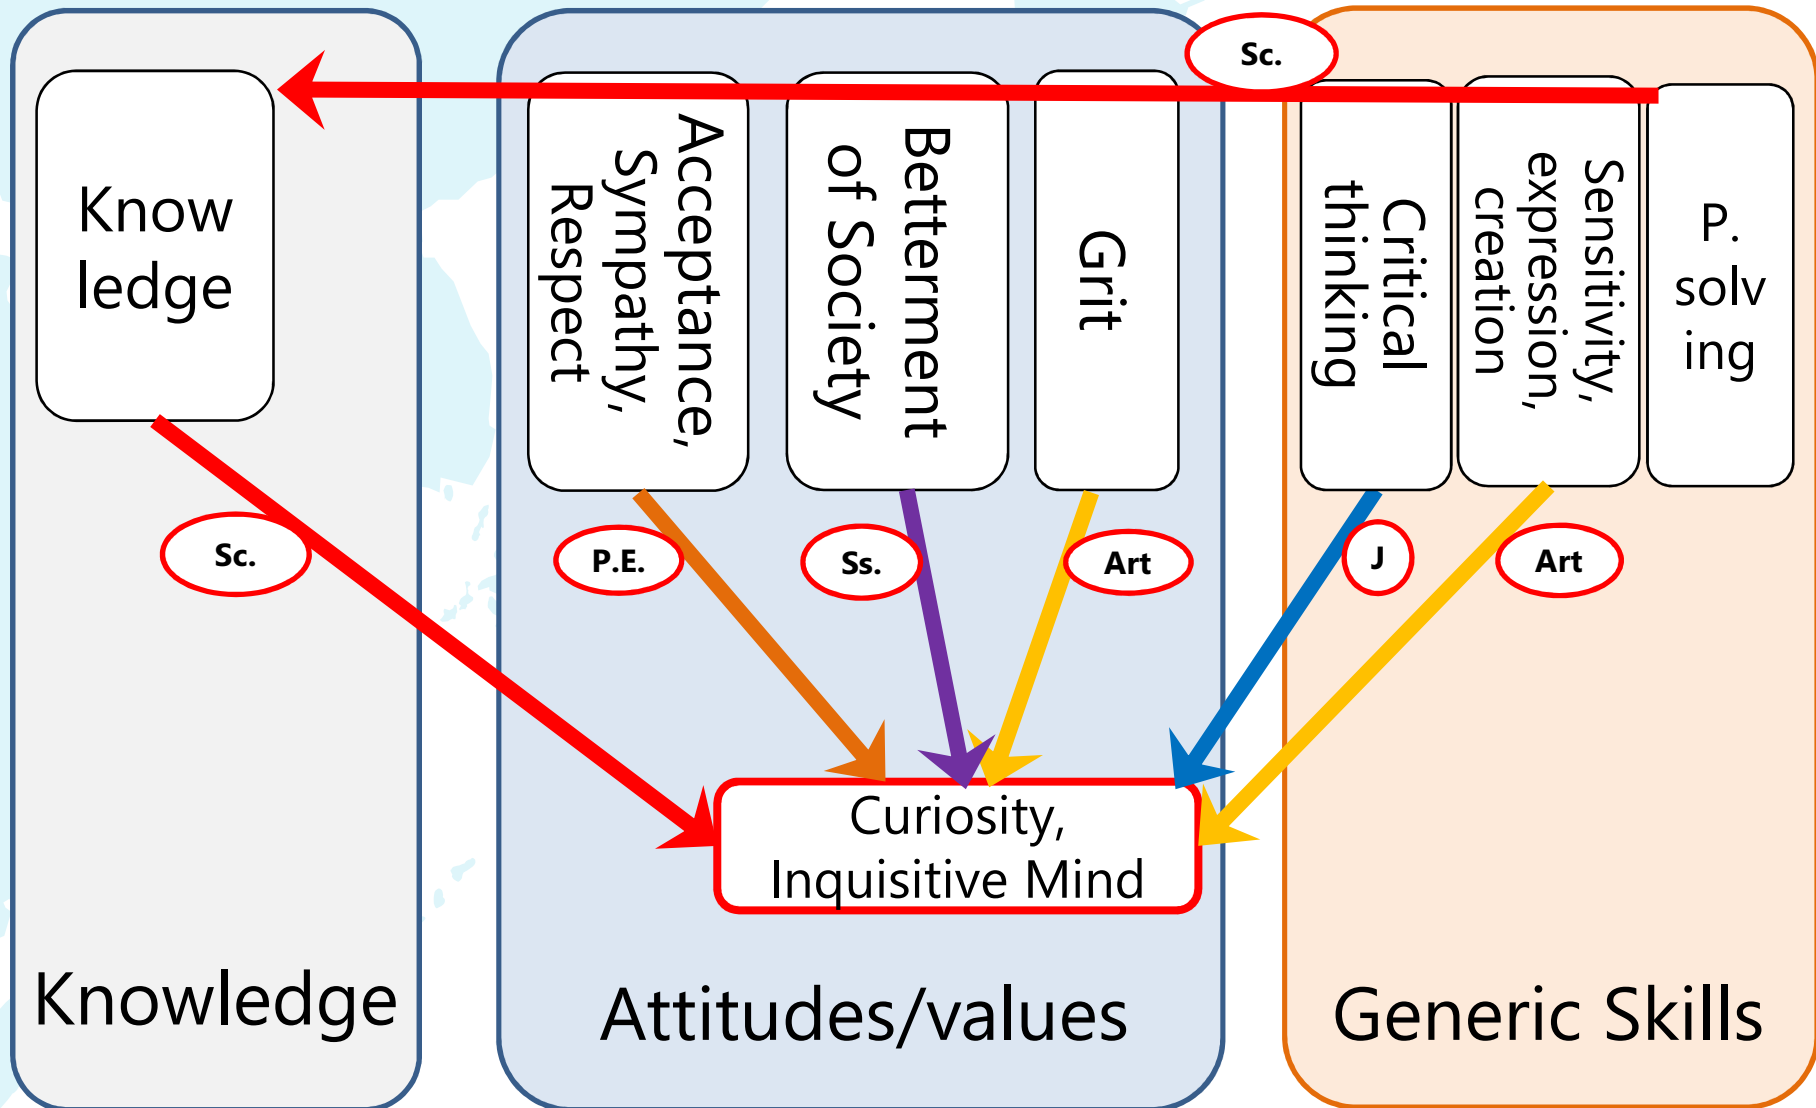 Sc.
Know
ledge
Acceptance,
Sympathy,
Respect
Betterment
of Society
Grit
Critical
thinking
Sensitivity,
expression,
creation
P.
solv
ing
Sc.
P.E.
Ss.
Art
J
Art
Curiosity,
Inquisitive Mind
Knowledge
Attitudes/values
Generic Skills